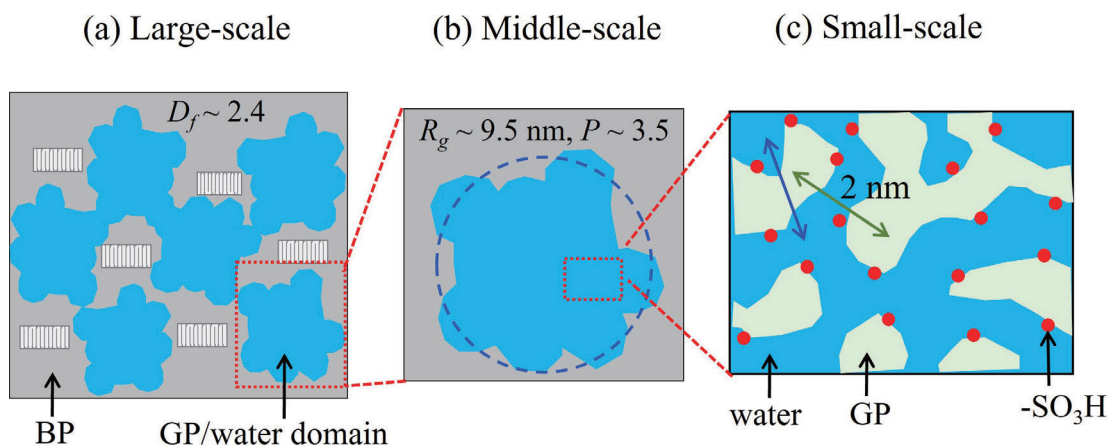 (a) Large-scale
(b) Middle-scale
(c) Small-scale
D_f ~ 2.4
R_g ~ 9.5 nm, P ~ 3.5
2 nm
BP
GP/water domain
water
GP
-SO₃H